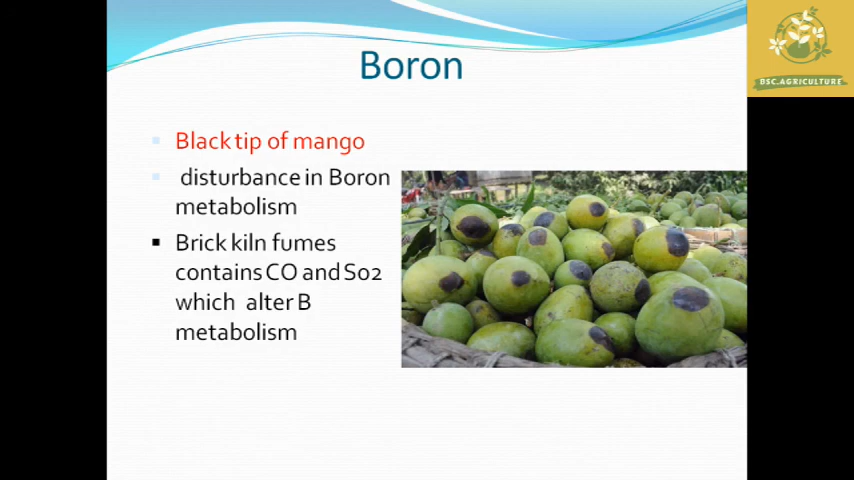 Boron
BSC.AGRICULTURE
Black tip of mango
disturbance in Boron
metabolism
Brick kiln fumes
contains CO and So2
which alter B
metabolism